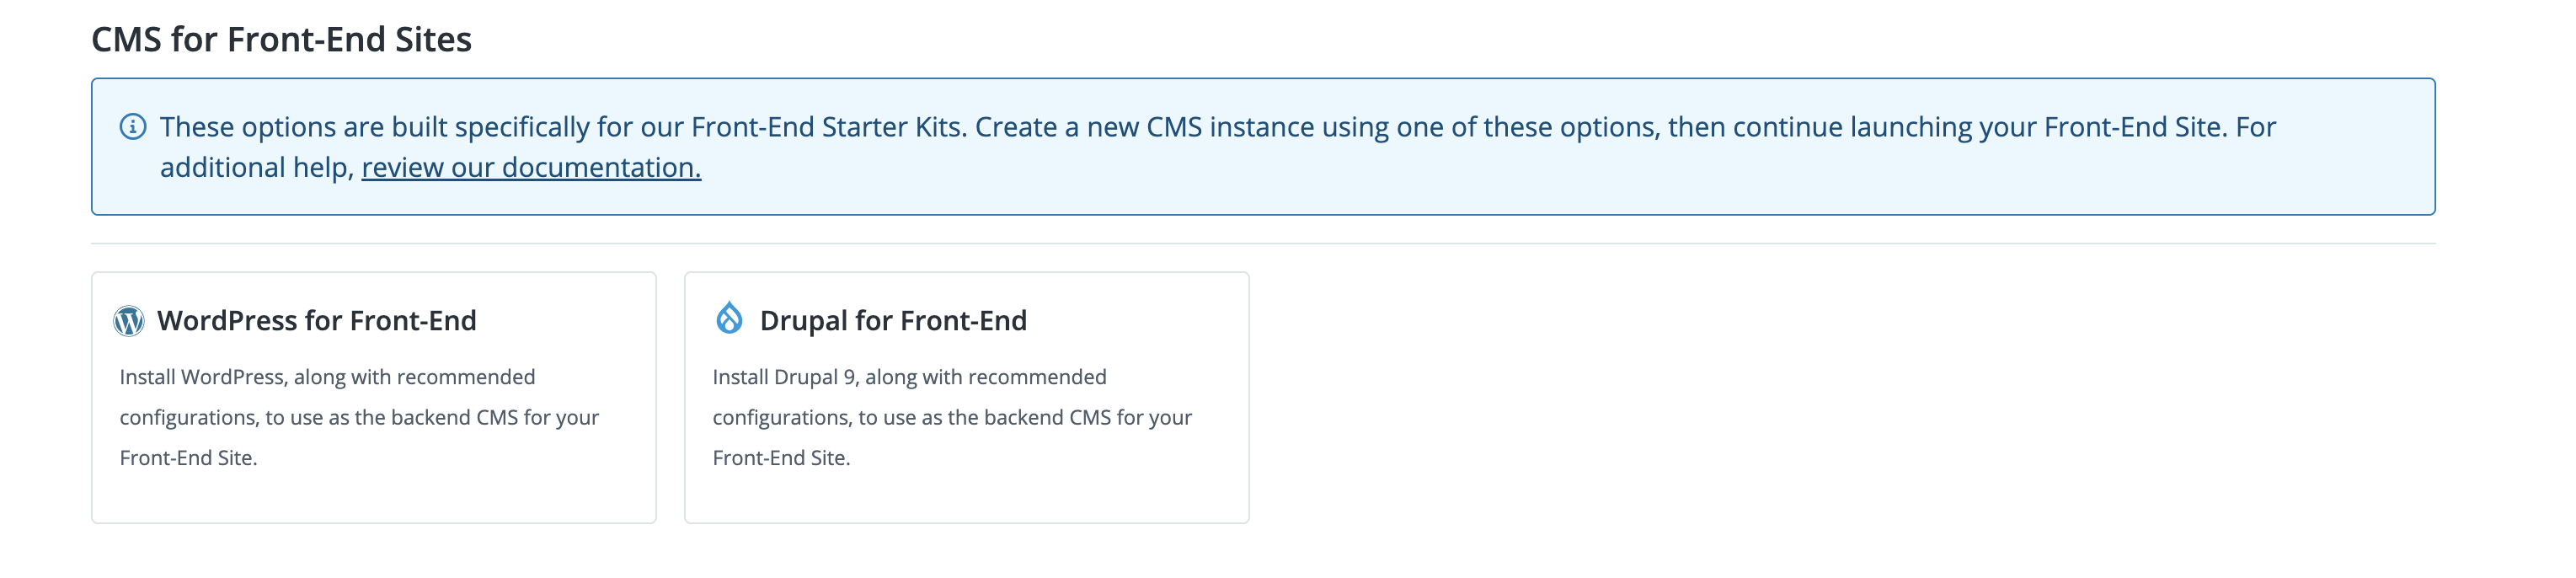 CMS for Front-End Sites
These options are built specifically for our Front-End Starter Kits. Create a new CMS instance using one of these options, then continue launching your Front-End Site. For
additional help, review our documentation.
WordPress for Front-End
Install WordPress, along with recommended
configurations, to use as the backend CMS for your
Front-End Site.
Drupal for Front-End
Install Drupal 9, along with recommended
configurations, to use as the backend CMS for your
Front-End Site.